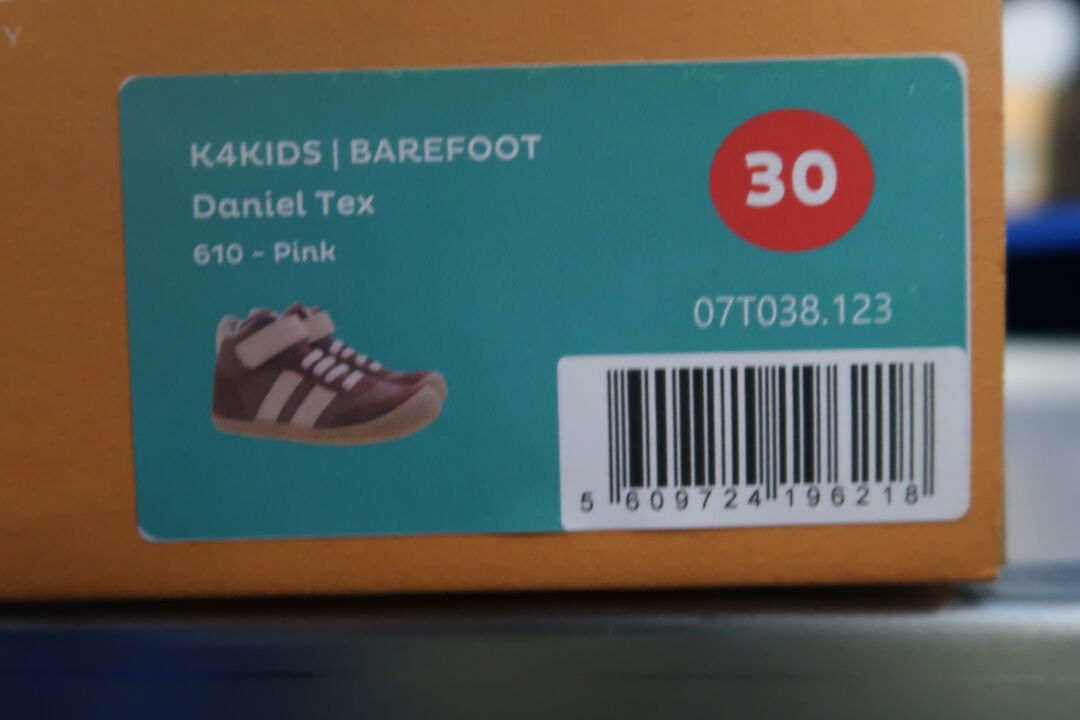 Y
K4KIDS | BAREFOOT
Daniel Tex
610 - Pink
30
07T038.123
5 609724 196218